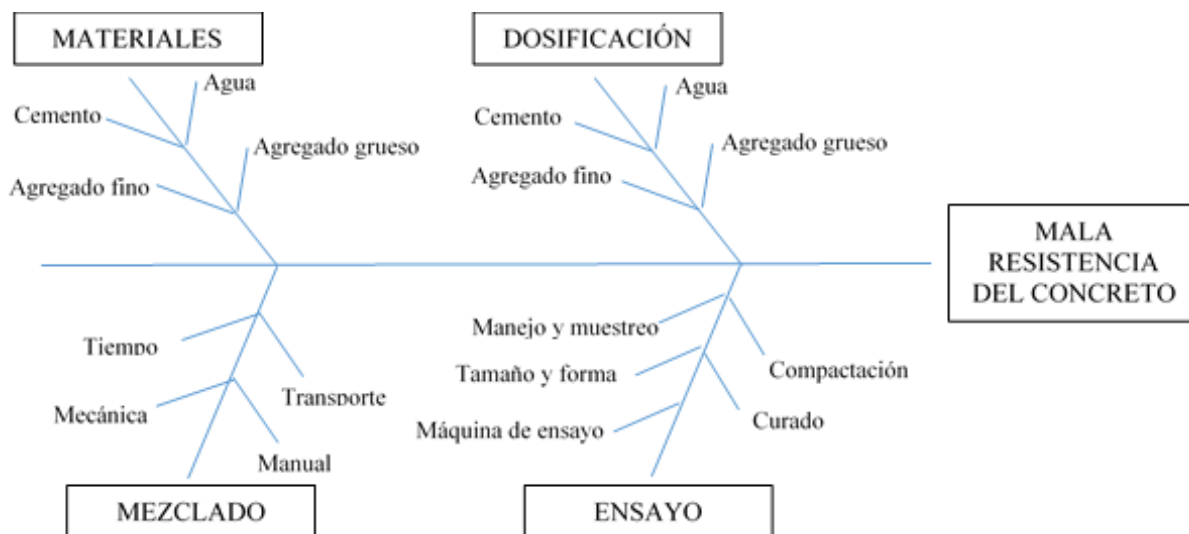 MATERIALES
DOSIFICACIÓN
Agua
Cemento
Agregado grueso
Agregado fino
Agua
Cemento
Agregado grueso
Agregado fino
MALA
RESISTENCIA
DEL CONCRETO
Tiempo
Transporte
Mecánica
Manual
Manejo y muestreo
Compactación
Tamaño y forma
Curado
Máquina de ensayo
MEZCLADO
ENSAYO